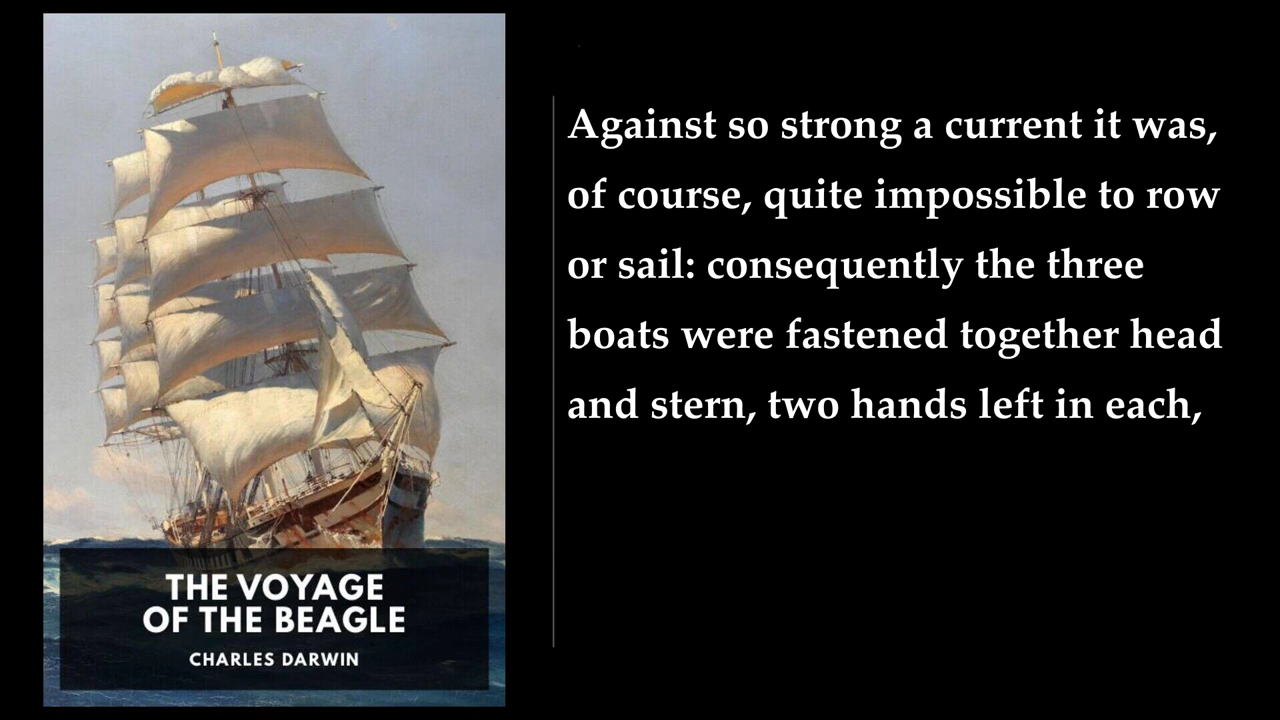 Against so strong a current it was,
of course, quite impossible to row
or sail: consequently the three
boats were fastened together head
and stern, two hands left in each,
THE VOYAGE
OF THE BEAGLE
CHARLES DARWIN